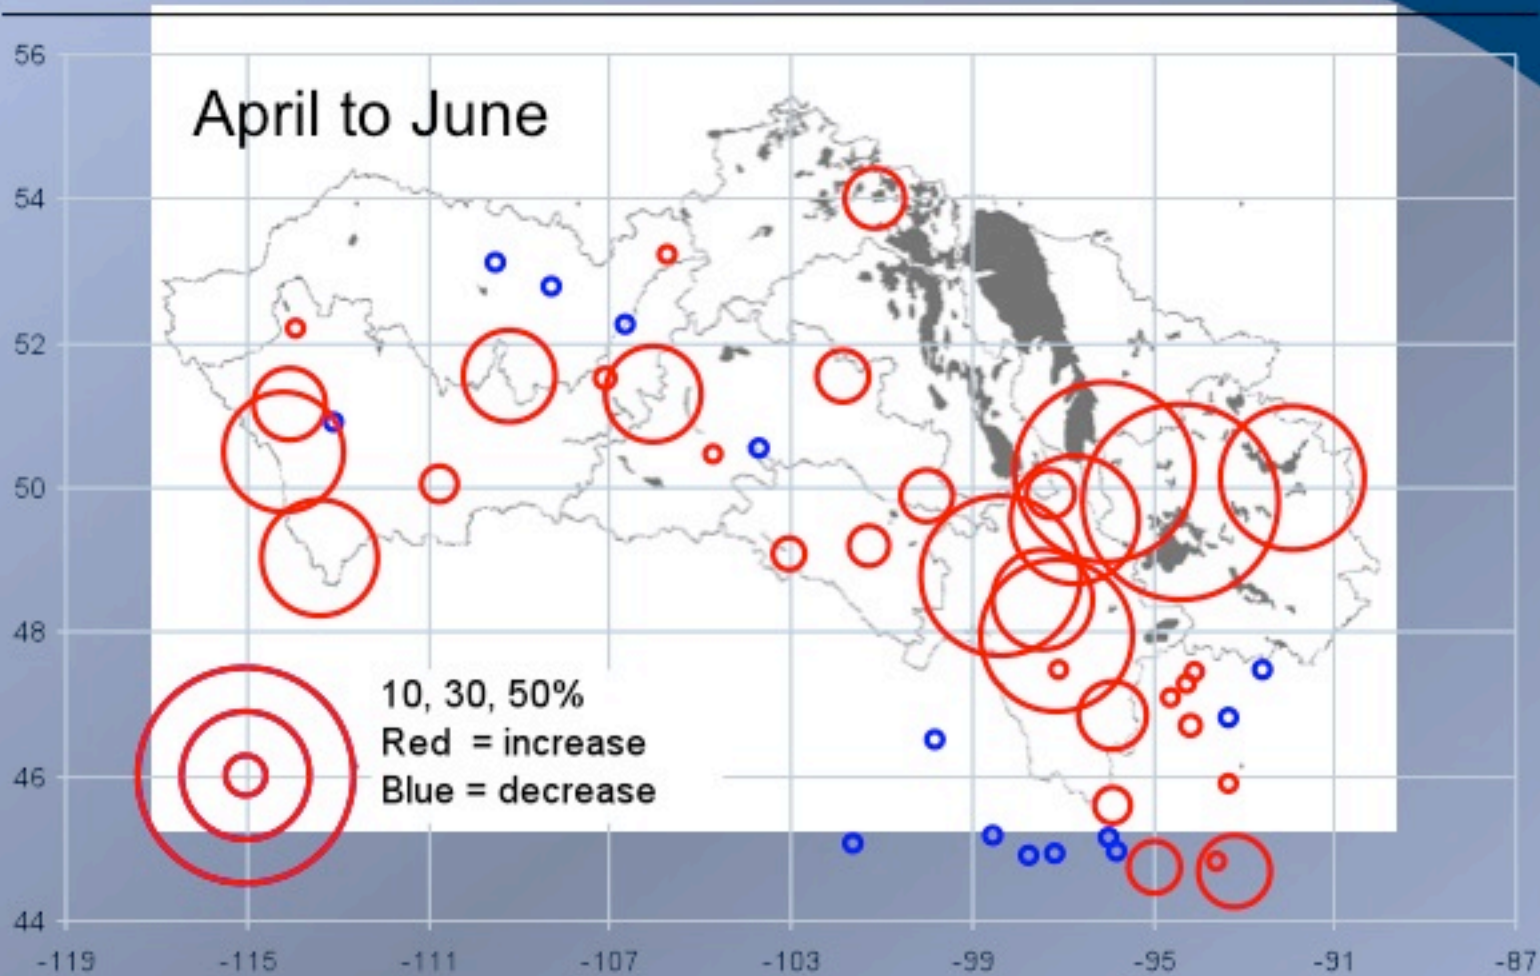 April to June
56
54
52
50
48
46
44
10, 30, 50%
Red = increase
Blue = decrease
-119 -115 -111 -107 -103 -99 -95 -91 -87